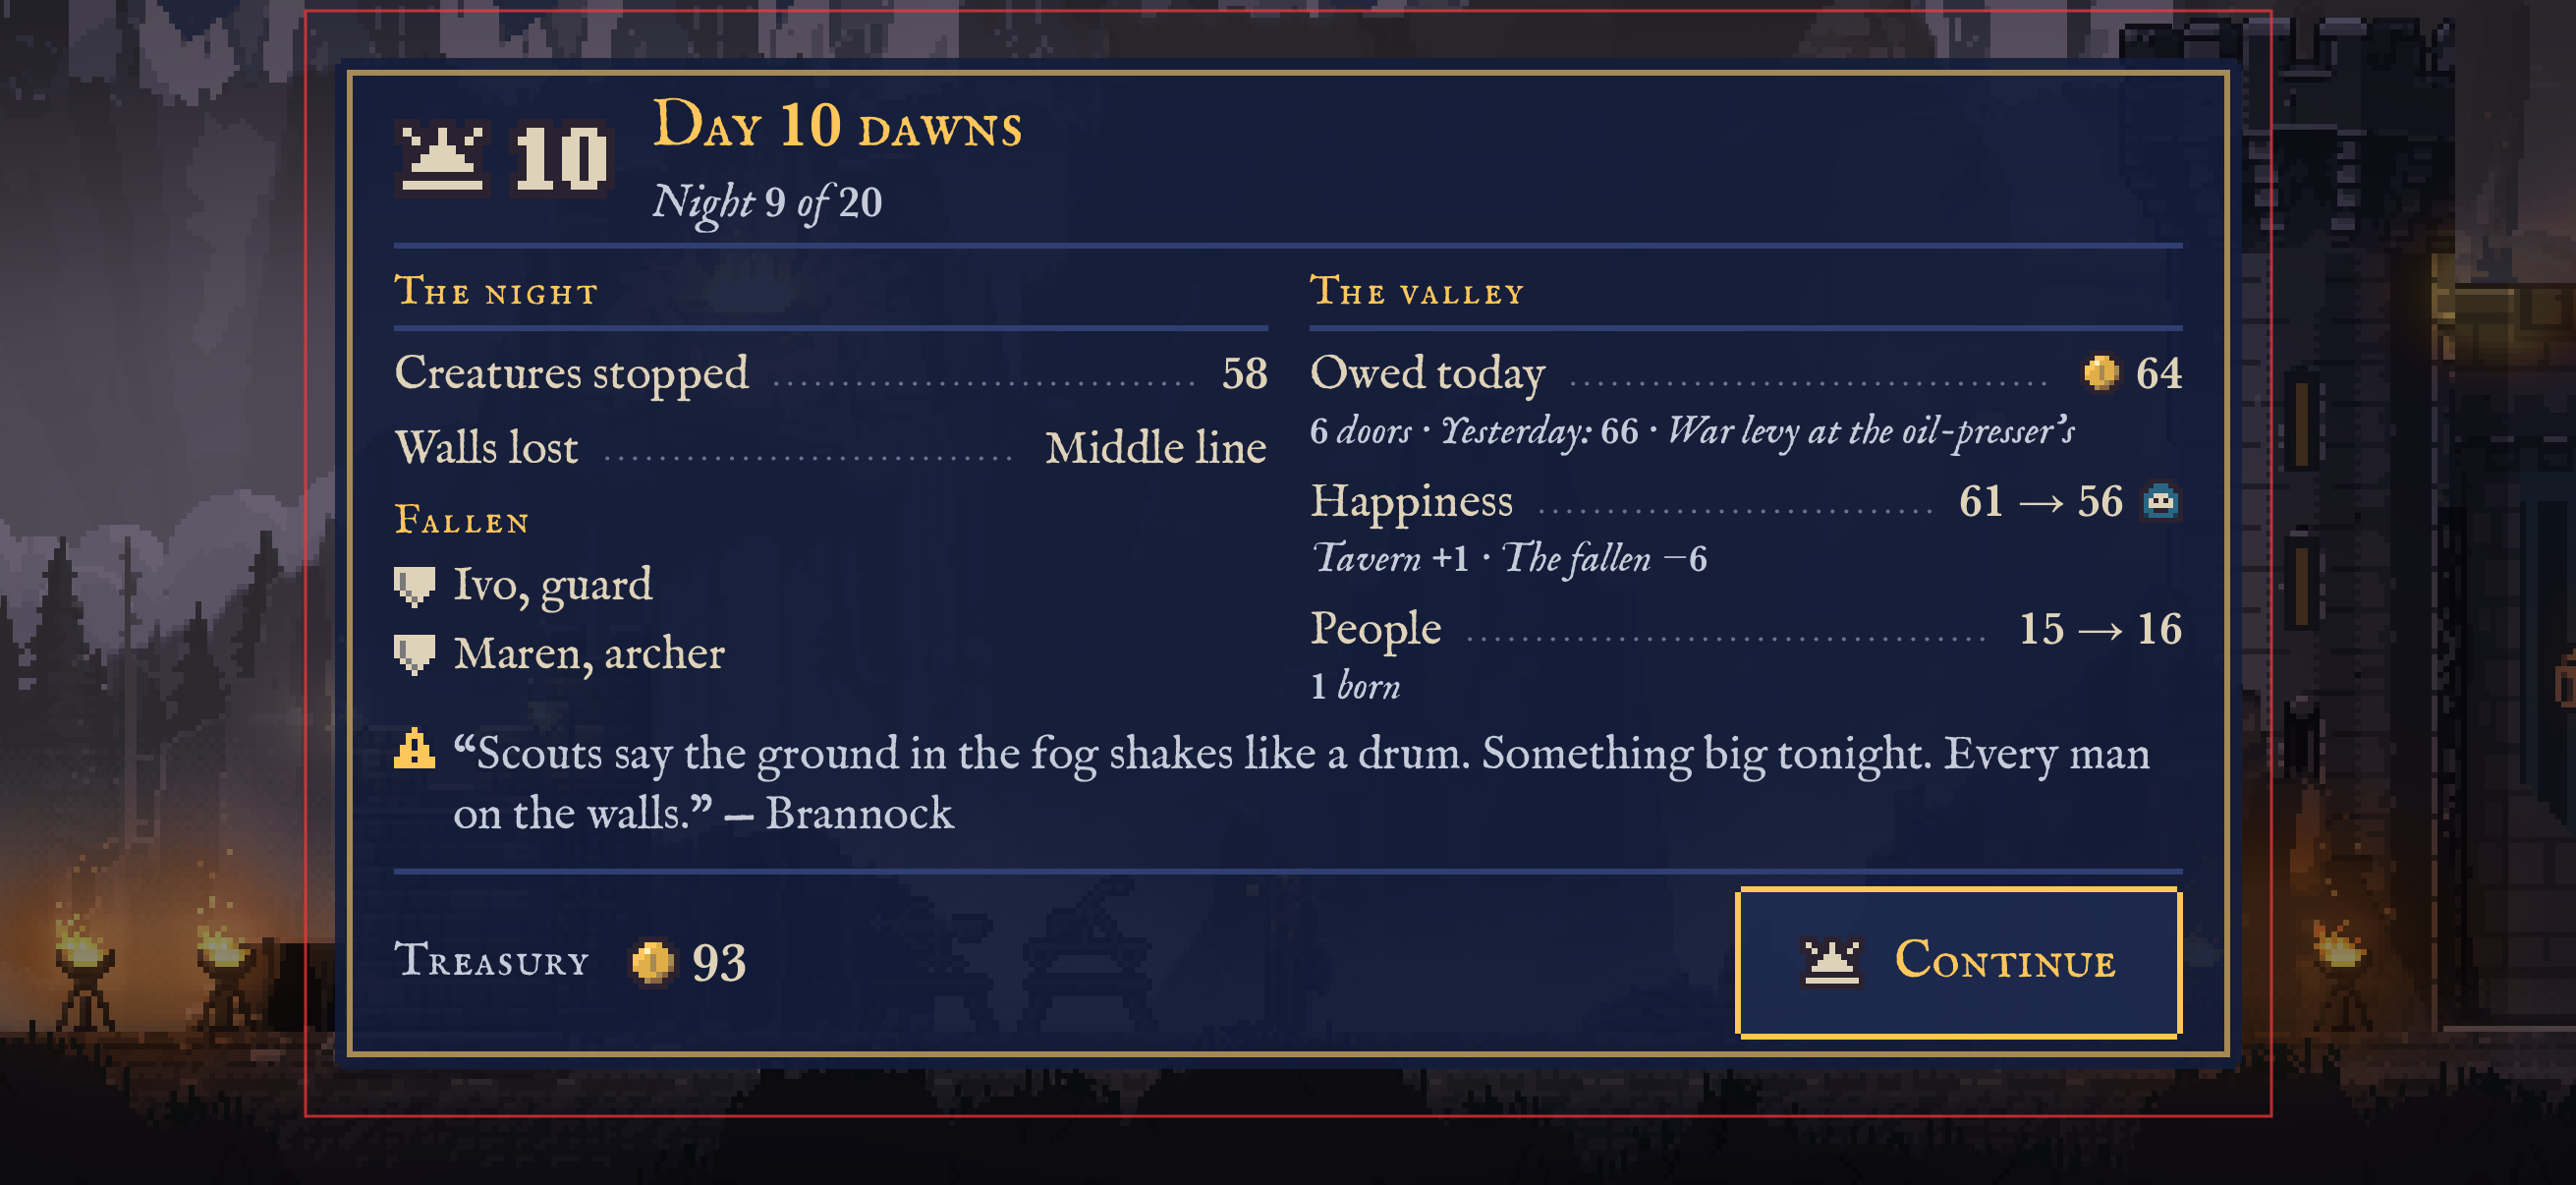 10
Day 10 dawns
Night 9 of 20
The night
Creatures stopped 58
Walls lost Middle line
Fallen
Ivo, guard
Maren, archer
The valley
Owed today 64
6 doors · Yesterday: 66 · War levy at the oil-presser’s
Happiness 61 → 56
Tavern +1 · The fallen −6
People 15 → 16
1 born
“Scouts say the ground in the fog shakes like a drum. Something big tonight. Every man
on the walls.” — Brannock
Treasury 93
Continue